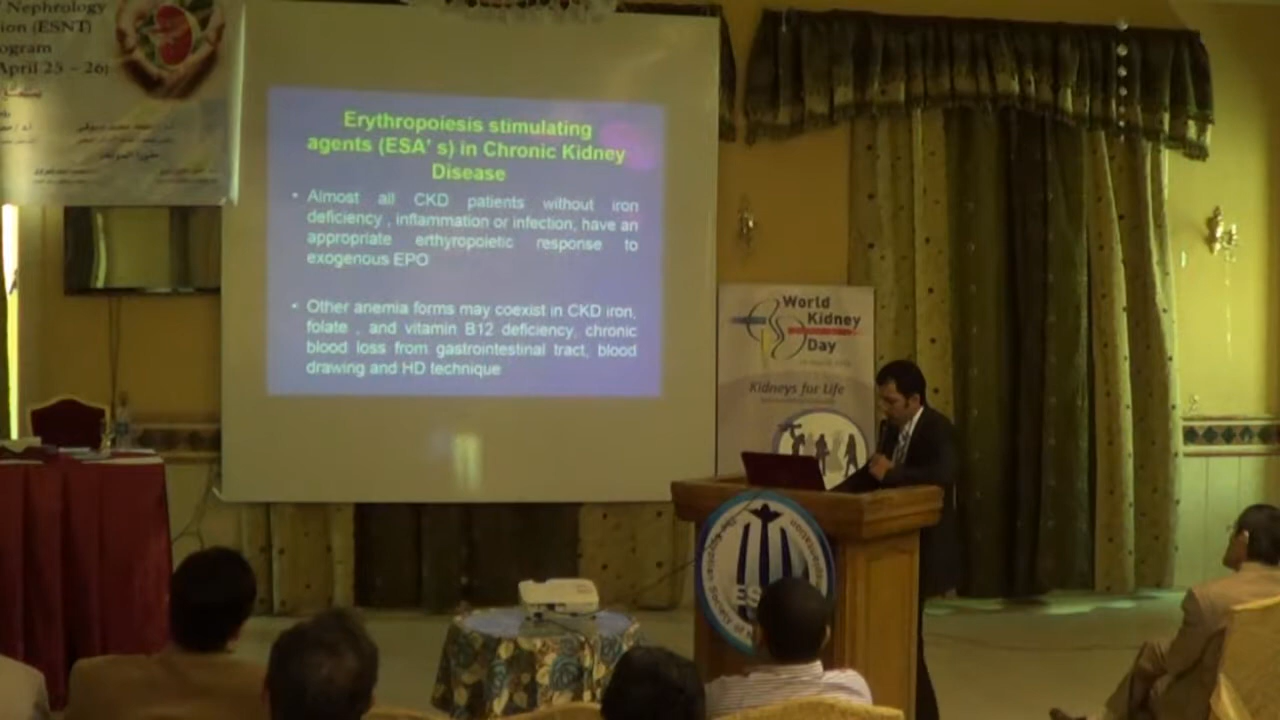 Nephrology
ion (ESNT)
ogram
April 25 – 26
Erythropoiesis stimulating
agents (ESA' s) in Chronic Kidney
Disease
• Almost all CKD patients without iron
deficiency , inflammation or infection, have an
appropriate erthyropoietic response to
exogenous EPO
• Other anemia forms may coexist in CKD iron,
folate , and vitamin B12 deficiency, chronic
blood loss from gastrointestinal tract, blood
drawing and HD technique
World
Kidney
Day
Kidneys for Life